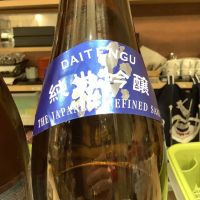 DAITENGU
純米吟醸
THE JAPANESE REFINED SAKE